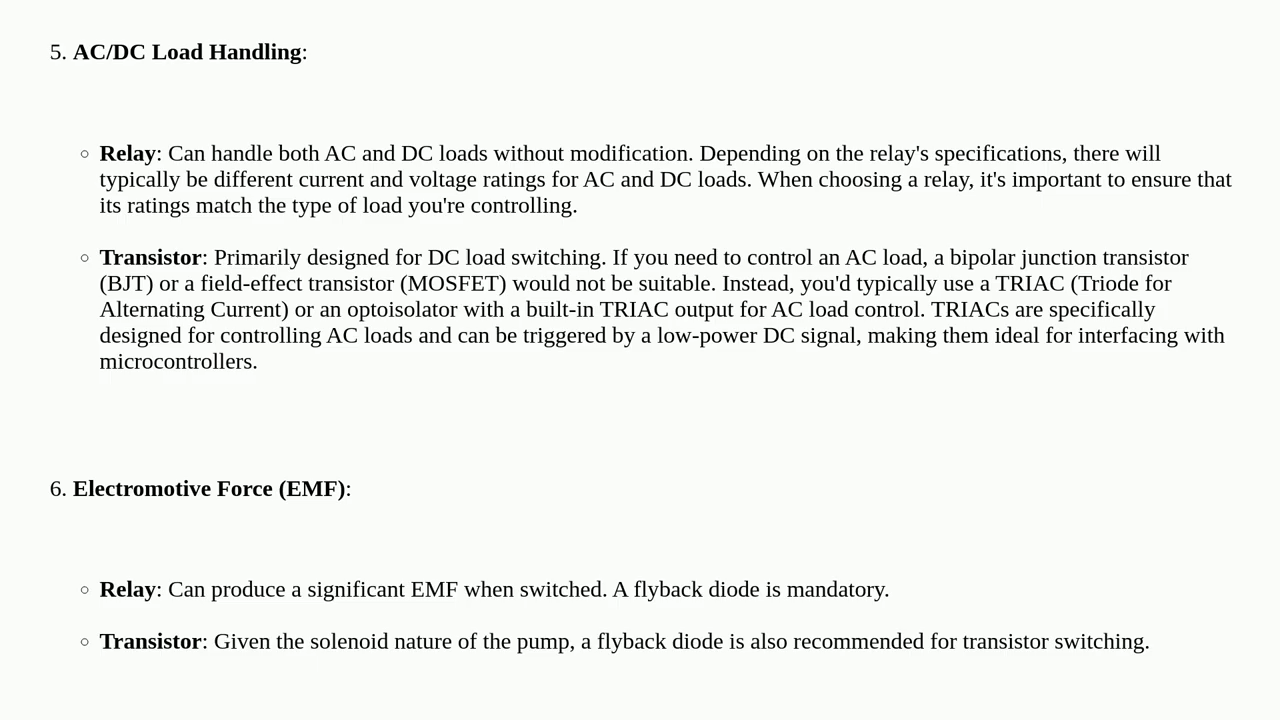 5. AC/DC Load Handling:
○ Relay: Can handle both AC and DC loads without modification. Depending on the relay's specifications, there will
typically be different current and voltage ratings for AC and DC loads. When choosing a relay, it's important to ensure that
its ratings match the type of load you're controlling.
○ Transistor: Primarily designed for DC load switching. If you need to control an AC load, a bipolar junction transistor
(BJT) or a field-effect transistor (MOSFET) would not be suitable. Instead, you'd typically use a TRIAC (Triode for
Alternating Current) or an optoisolator with a built-in TRIAC output for AC load control. TRIACs are specifically
designed for controlling AC loads and can be triggered by a low-power DC signal, making them ideal for interfacing with
microcontrollers.
6. Electromotive Force (EMF):
○ Relay: Can produce a significant EMF when switched. A flyback diode is mandatory.
○ Transistor: Given the solenoid nature of the pump, a flyback diode is also recommended for transistor switching.